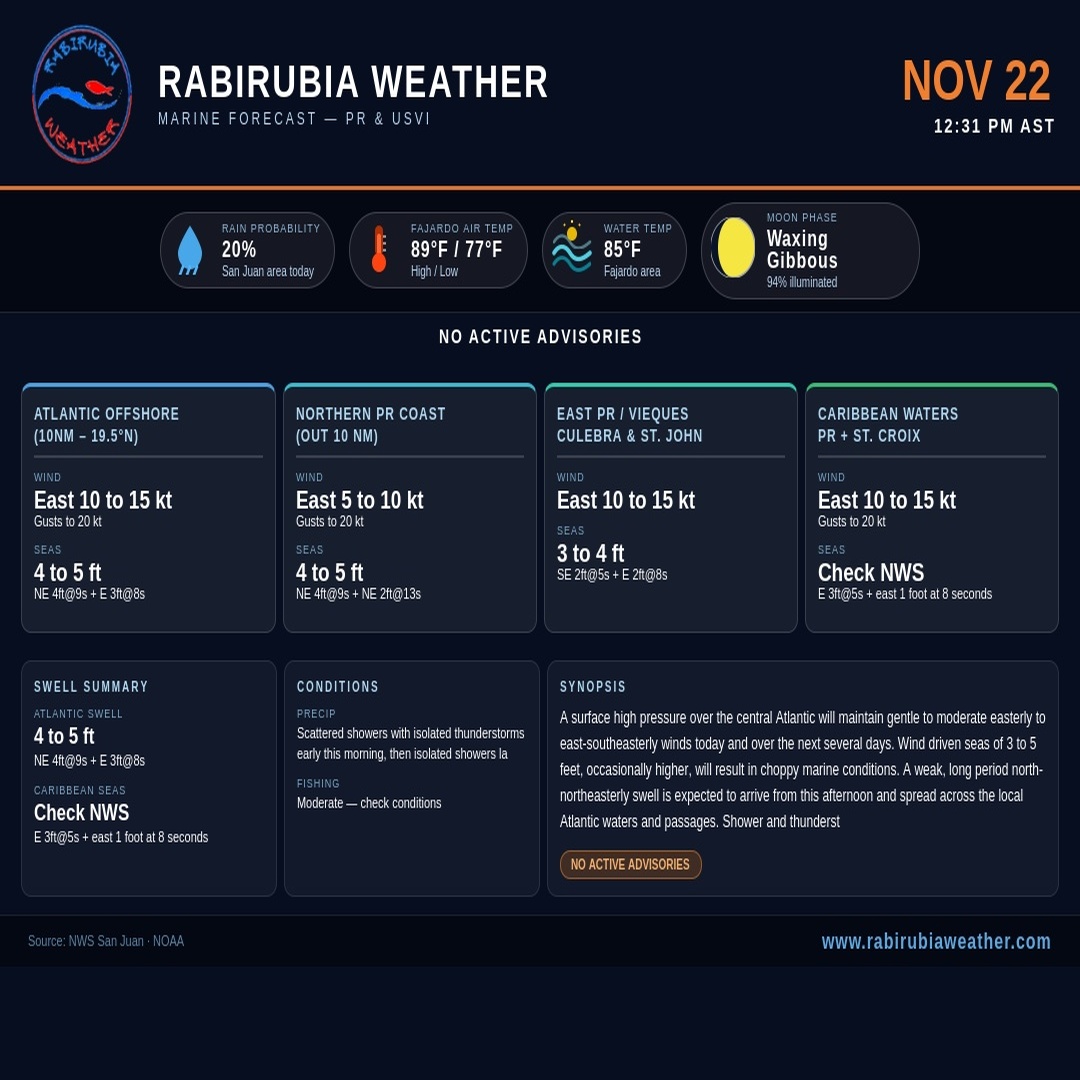 RABIRUBIA
WEATHER
RABIRUBIA WEATHER
MARINE FORECAST — PR & USVI
NOV 22
12:31 PM AST
RAIN PROBABILITY
20%
San Juan area today
FAJARDO AIR TEMP
89°F / 77°F
High / Low
WATER TEMP
85°F
Fajardo area
MOON PHASE
Waxing
Gibbous
94% illuminated
NO ACTIVE ADVISORIES
ATLANTIC OFFSHORE
(10NM – 19.5°N)
WIND
East 10 to 15 kt
Gusts to 20 kt
SEAS
4 to 5 ft
NE 4ft@9s + E 3ft@8s
NORTHERN PR COAST
(OUT 10 NM)
WIND
East 5 to 10 kt
Gusts to 20 kt
SEAS
4 to 5 ft
NE 4ft@9s + NE 2ft@13s
EAST PR / VIEQUES
CULEBRA & ST. JOHN
WIND
East 10 to 15 kt
SEAS
3 to 4 ft
SE 2ft@5s + E 2ft@8s
CARIBBEAN WATERS
PR + ST. CROIX
WIND
East 10 to 15 kt
Gusts to 20 kt
SEAS
Check NWS
E 3ft@5s + east 1 foot at 8 seconds
SWELL SUMMARY
ATLANTIC SWELL
4 to 5 ft
NE 4ft@9s + E 3ft@8s
CARIBBEAN SEAS
Check NWS
E 3ft@5s + east 1 foot at 8 seconds
CONDITIONS
PRECIP
Scattered showers with isolated thunderstorms
early this morning, then isolated showers la
FISHING
Moderate — check conditions
SYNOPSIS
A surface high pressure over the central Atlantic will maintain gentle to moderate easterly to
east-southeasterly winds today and over the next several days. Wind driven seas of 3 to 5
feet, occasionally higher, will result in choppy marine conditions. A weak, long period north-
northeasterly swell is expected to arrive from this afternoon and spread across the local
Atlantic waters and passages. Shower and thunderst
NO ACTIVE ADVISORIES
Source: NWS San Juan · NOAA
www.rabirubiaweather.com